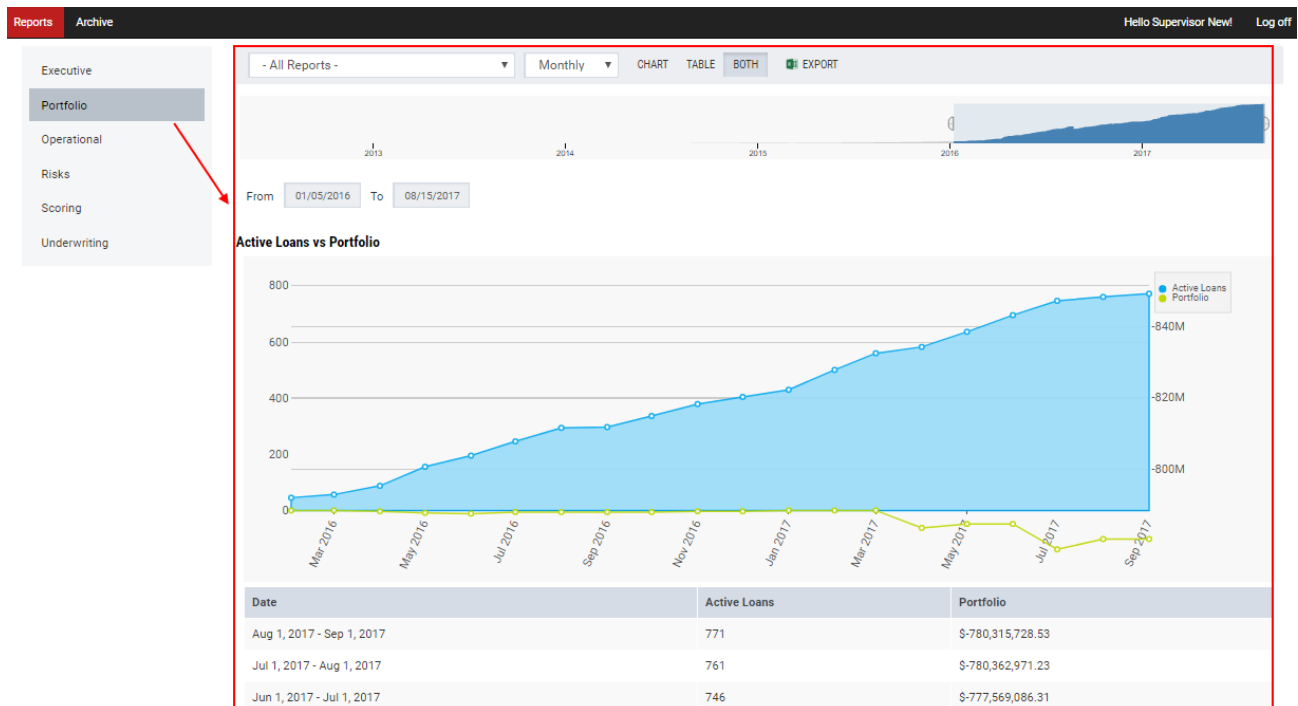 Reports Archive Hello Supervisor New! Log off
Executive
Portfolio
Operational
Risks
Scoring
Underwriting
- All Reports - Monthly CHART TABLE BOTH EXPORT
2013 2014 2015 2016 2017
From 01/05/2016 To 08/15/2017
Active Loans vs Portfolio
800
600
400
200
0
Active Loans
Portfolio
-840M
-820M
-800M
Mar 2016 May 2016 Jul 2016 Sep 2016 Nov 2016 Jan 2017 Mar 2017 May 2017 Jul 2017 Sep 2017
Date Active Loans Portfolio
Aug 1, 2017 - Sep 1, 2017 771 $-780,315,728.53
Jul 1, 2017 - Aug 1, 2017 761 $-780,362,971.23
Jun 1, 2017 - Jul 1, 2017 746 $-777,569,086.31